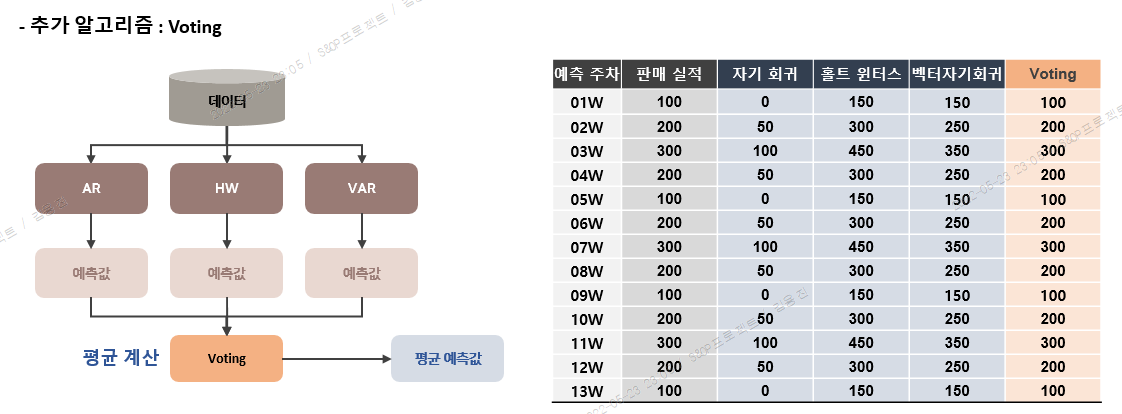 - 추가 알고리즘 : Voting
데이터
AR HW VAR
예측값 예측값 예측값
평균 계산 Voting 평균 예측값
예측 주차 판매 실적 자기 회귀 홀트 윈터스 벡터자기회귀 Voting
01W 100 0 150 150 100
02W 200 50 300 250 200
03W 300 100 450 350 300
04W 200 50 300 250 200
05W 100 0 150 150 100
06W 200 50 300 250 200
07W 300 100 450 350 300
08W 200 50 300 250 200
09W 100 0 150 150 100
10W 200 50 300 250 200
11W 300 100 450 350 300
12W 200 50 300 250 200
13W 100 0 150 150 100